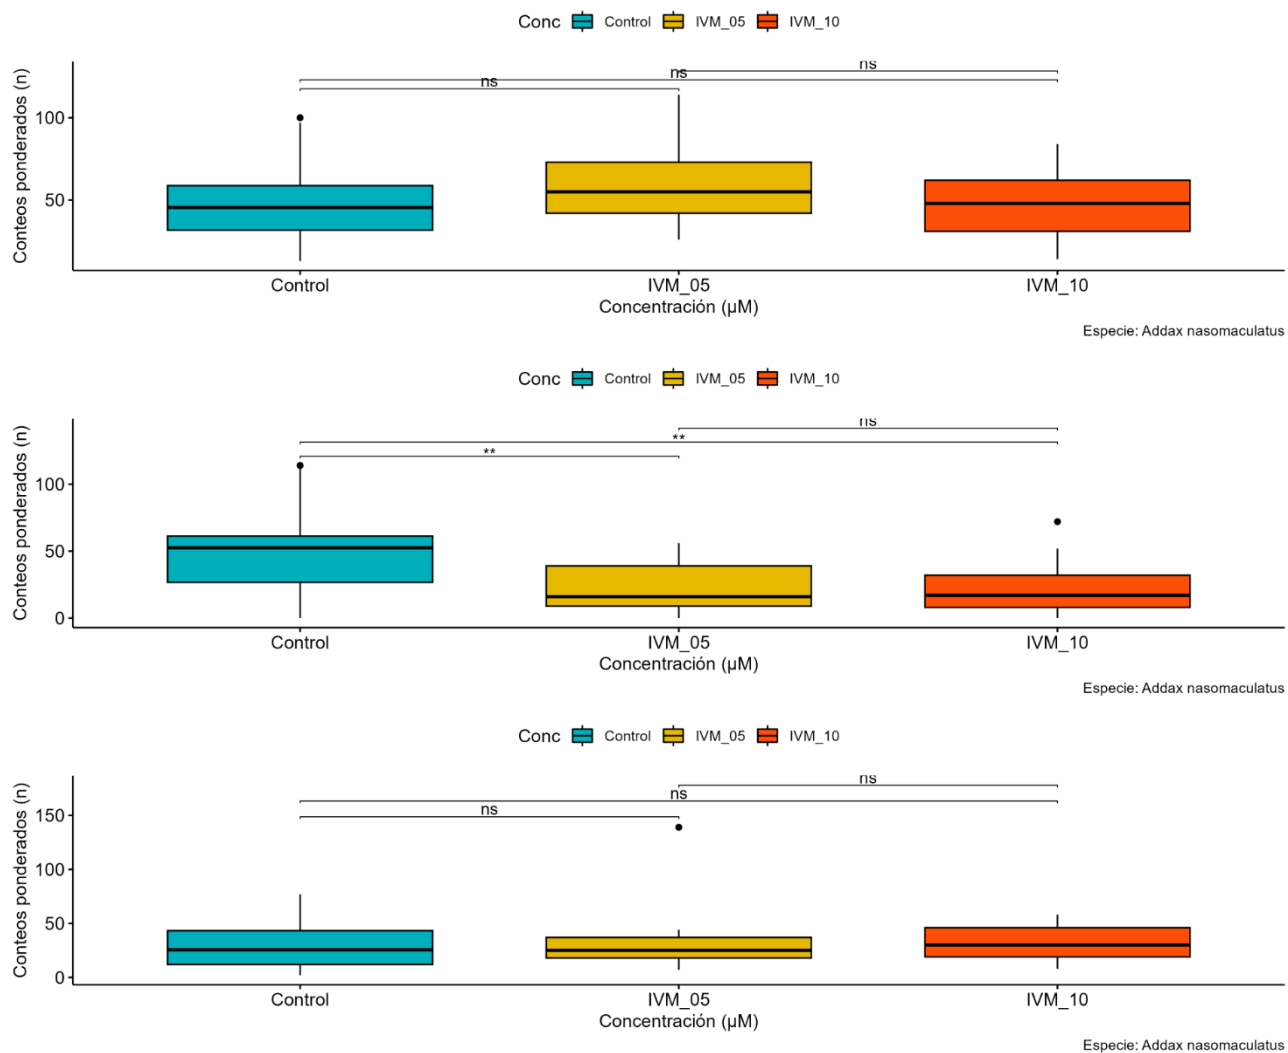 Conc Control IVM_05 IVM_10
Conteos ponderados (n)
100
50
ns
ns
ns
Control IVM_05 IVM_10
Concentración (µM)
Especie: Addax nasomaculatus
Conc Control IVM_05 IVM_10
Conteos ponderados (n)
100
50
0
ns
**
**
Control IVM_05 IVM_10
Concentración (µM)
Especie: Addax nasomaculatus
Conc Control IVM_05 IVM_10
Conteos ponderados (n)
150
100
50
0
ns
ns
ns
Control IVM_05 IVM_10
Concentración (µM)
Especie: Addax nasomaculatus